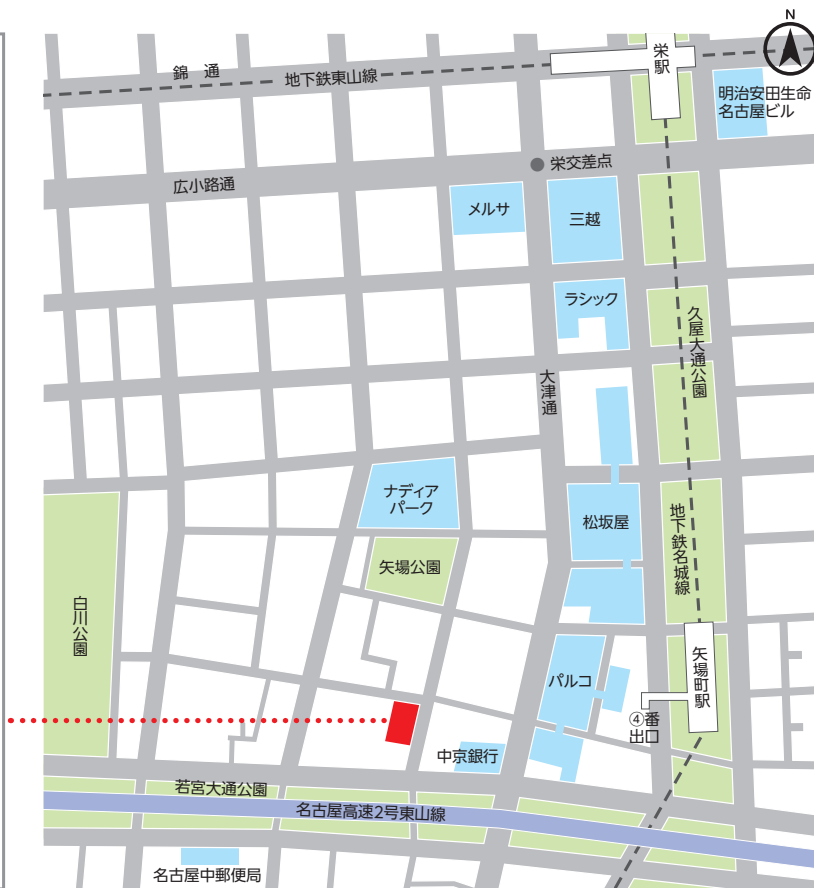 N
栄駅
錦 通
地下鉄東山線
明治安田生命
名古屋ビル
栄交差点
広小路通
メルサ
三越
ラシック
久屋大通公園
大津通
ナディア
パーク
松坂屋
地下鉄名城線
矢場公園
白川公園
矢場町駅
パルコ
④番
出口
中京銀行
若宮大通公園
名古屋高速2号東山線
名古屋中郵便局